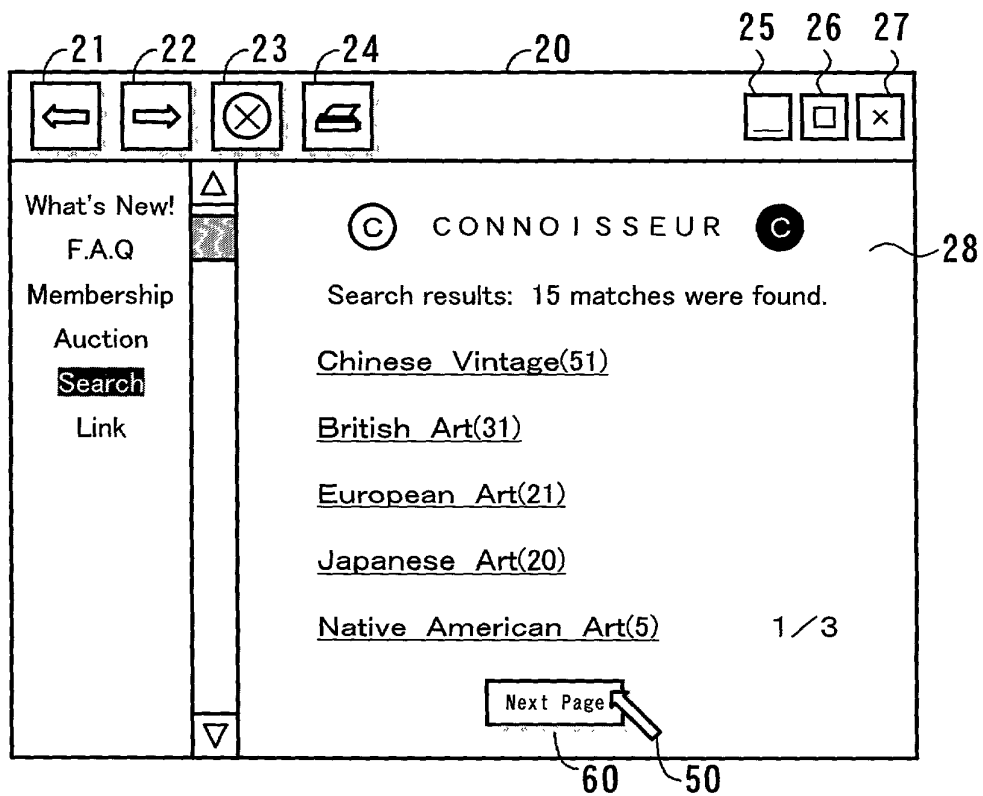 21 22 23 24 20 25 26 27
What's New!
F.A.Q
Membership
Auction
Search
Link
C CONNOISSEUR C
28
Search results: 15 matches were found.
Chinese Vintage(51)
British Art(31)
European Art(21)
Japanese Art(20)
Native American Art(5) 1/3
Next Page
60 50